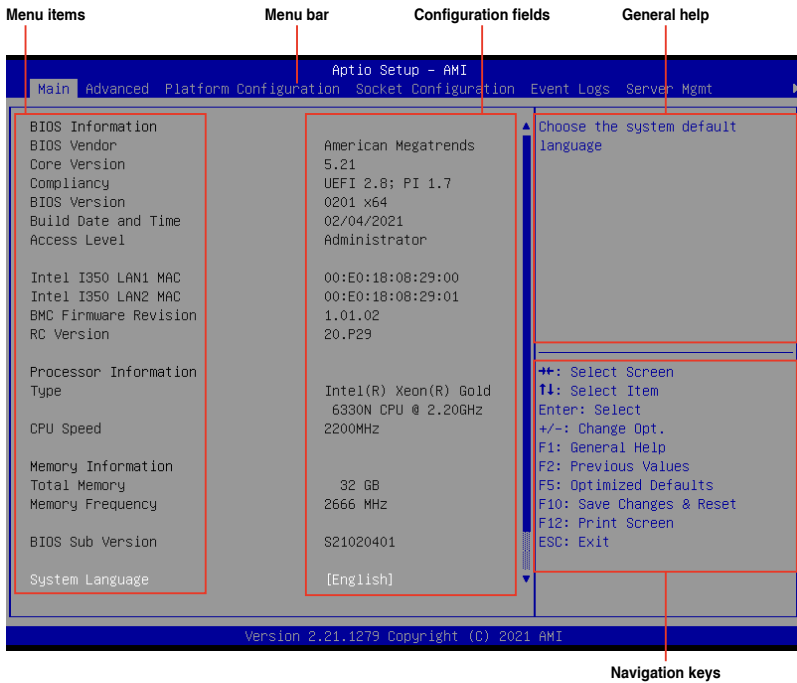 Menu items Menu bar Configuration fields General help
Aptio Setup - AMI
Main Advanced Platform Configuration Socket Configuration Event Logs Server Mgmt
BIOS Information
BIOS Vendor American Megatrends
Core Version 5.21
Compliancy UEFI 2.8; PI 1.7
BIOS Version 0201 x64
Build Date and Time 02/04/2021
Access Level Administrator
Intel I350 LAN1 MAC 00:E0:18:08:29:00
Intel I350 LAN2 MAC 00:E0:18:08:29:01
BMC Firmware Revision 1.01.02
RC Version 20.P29
Processor Information
Type Intel(R) Xeon(R) Gold
6330N CPU @ 2.20GHz
CPU Speed 2200MHz
Memory Information
Total Memory 32 GB
Memory Frequency 2666 MHz
BIOS Sub Version S21020401
System Language [English]
Choose the system default
language
→←: Select Screen
↑↓: Select Item
Enter: Select
+/-: Change Opt.
F1: General Help
F2: Previous Values
F5: Optimized Defaults
F10: Save Changes & Reset
F12: Print Screen
ESC: Exit
Version 2.21.1279 Copyright (C) 2021 AMI
Navigation keys